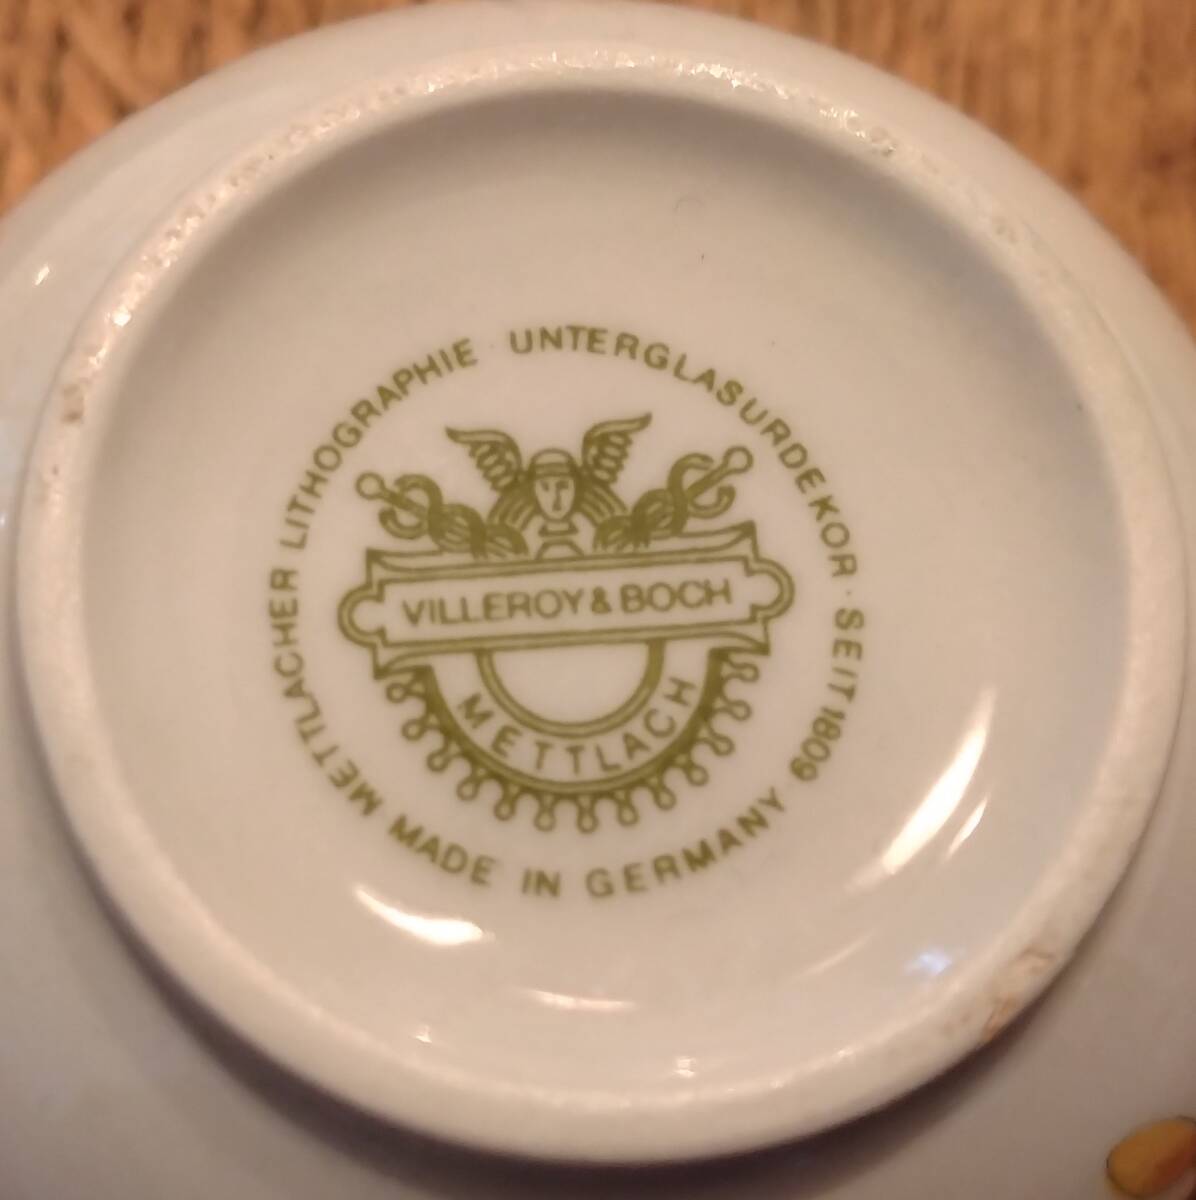 METTLACHER LITHOGRAPHIE UNTERGLASURDEKOR · SEIT 1809
VILLEROY & BOCH
METTLACH
MADE IN GERMANY